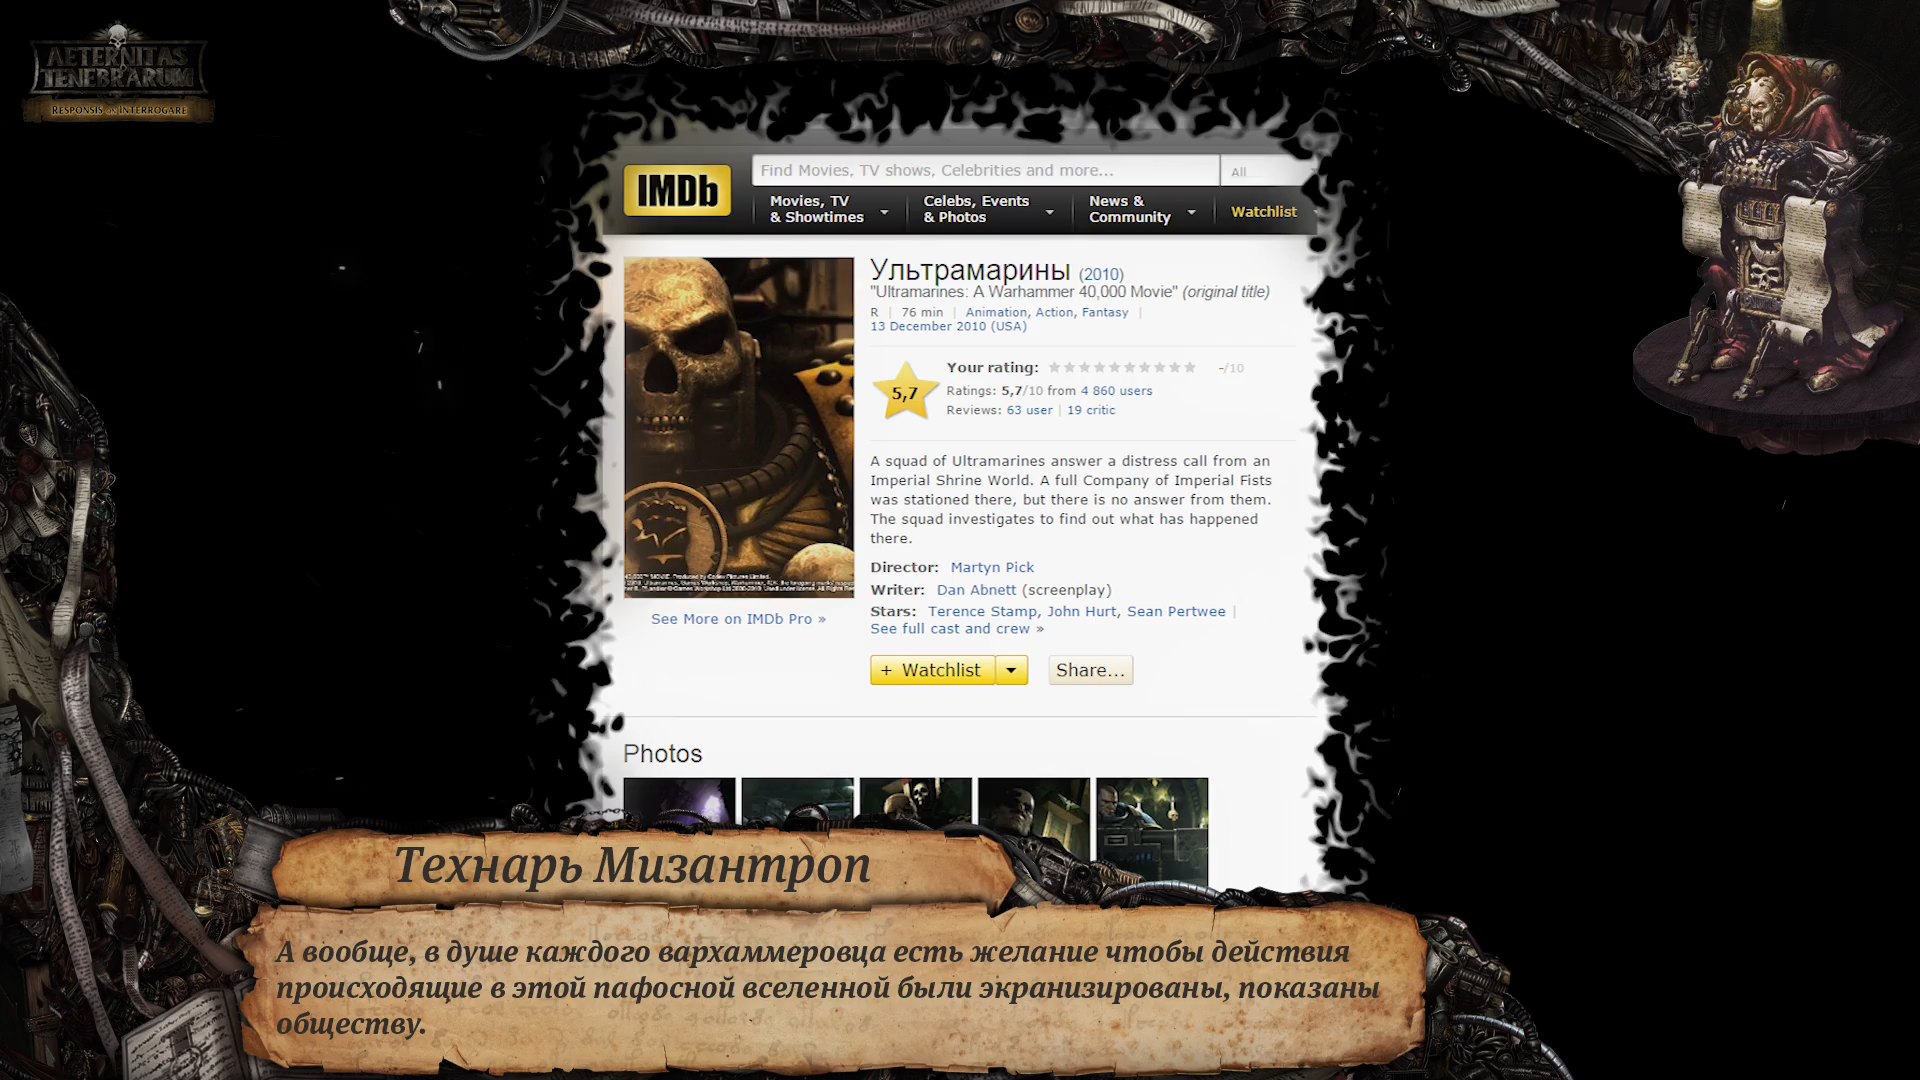 AETERNITAS
TENEBRARUM
RESPONSIS INTERROGARE
IMDb
Find Movies, TV shows, Celebrities and more...
All
Movies, TV
& Showtimes
Celebs, Events
& Photos
News &
Community
Watchlist
Ультрамарины (2010)
"Ultramarines: A Warhammer 40,000 Movie" (original title)
R | 76 min | Animation, Action, Fantasy |
13 December 2010 (USA)
5,7
Your rating: -/10
Ratings: 5,7/10 from 4 860 users
Reviews: 63 user | 19 critic
A squad of Ultramarines answer a distress call from an
Imperial Shrine World. A full Company of Imperial Fists
was stationed there, but there is no answer from them.
The squad investigates to find out what has happened
there.
Director: Martyn Pick
Writer: Dan Abnett (screenplay)
Stars: Terence Stamp, John Hurt, Sean Pertwee |
See full cast and crew »
See More on IMDb Pro »
+ Watchlist
Share...
Photos
Технарь Мизантроп
А вообще, в душе каждого вархаммеровца есть желание чтобы действия
происходящие в этой пафосной вселенной были экранизированы, показаны
обществу.